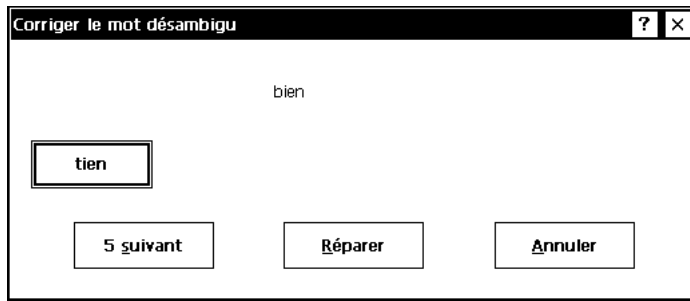 Corriger le mot désambigu ? ×
bien
tien
5 suivant Réparer Annuler